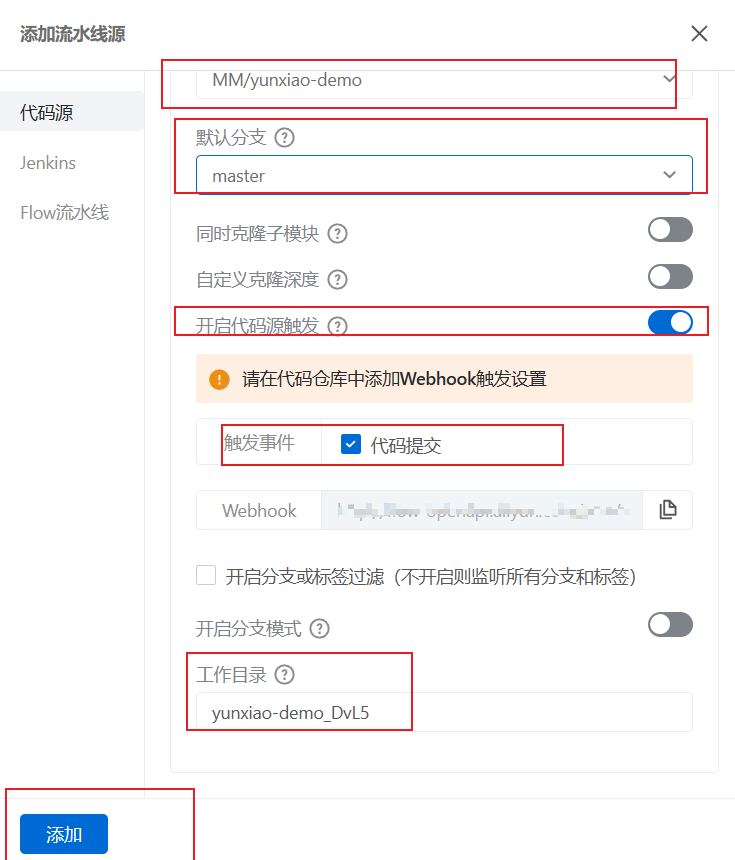 添加流水线源
代码源
Jenkins
Flow流水线
MM/yunxiao-demo
默认分支 ?
master
同时克隆子模块 ?
自定义克隆深度 ?
开启代码源触发 ?
! 请在代码仓库中添加Webhook触发设置
触发事件 代码提交
Webhook
开启分支或标签过滤（不开启则监听所有分支和标签）
开启分支模式 ?
工作目录 ?
yunxiao-demo_DvL5
添加